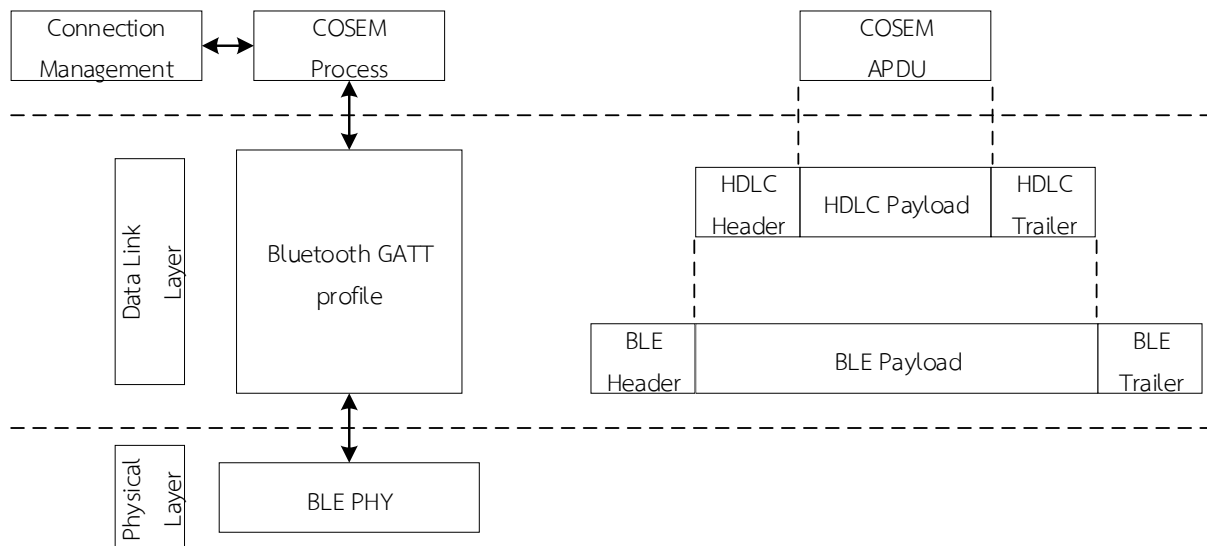 Connection
Management
COSEM
Process
COSEM
APDU
Data Link
Layer
Bluetooth GATT
profile
HDLC
Header
HDLC Payload
HDLC
Trailer
BLE
Header
BLE Payload
BLE
Trailer
Physical
Layer
BLE PHY